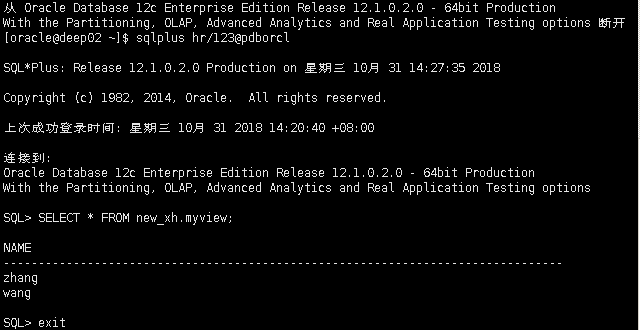 从 Oracle Database 12c Enterprise Edition Release 12.1.0.2.0 - 64bit Production
With the Partitioning, OLAP, Advanced Analytics and Real Application Testing options 断开
[oracle@deep02 ~]$ sqlplus hr/123@pdborcl
SQL*Plus: Release 12.1.0.2.0 Production on 星期三 10月 31 14:27:35 2018
Copyright (c) 1982, 2014, Oracle.  All rights reserved.
上次成功登录时间: 星期三 10月 31 2018 14:20:40 +08:00
连接到:
Oracle Database 12c Enterprise Edition Release 12.1.0.2.0 - 64bit Production
With the Partitioning, OLAP, Advanced Analytics and Real Application Testing options
SQL> SELECT * FROM new_xh.myview;
NAME
--------------------------------------------------------------------------------
zhang
wang
SQL> exit